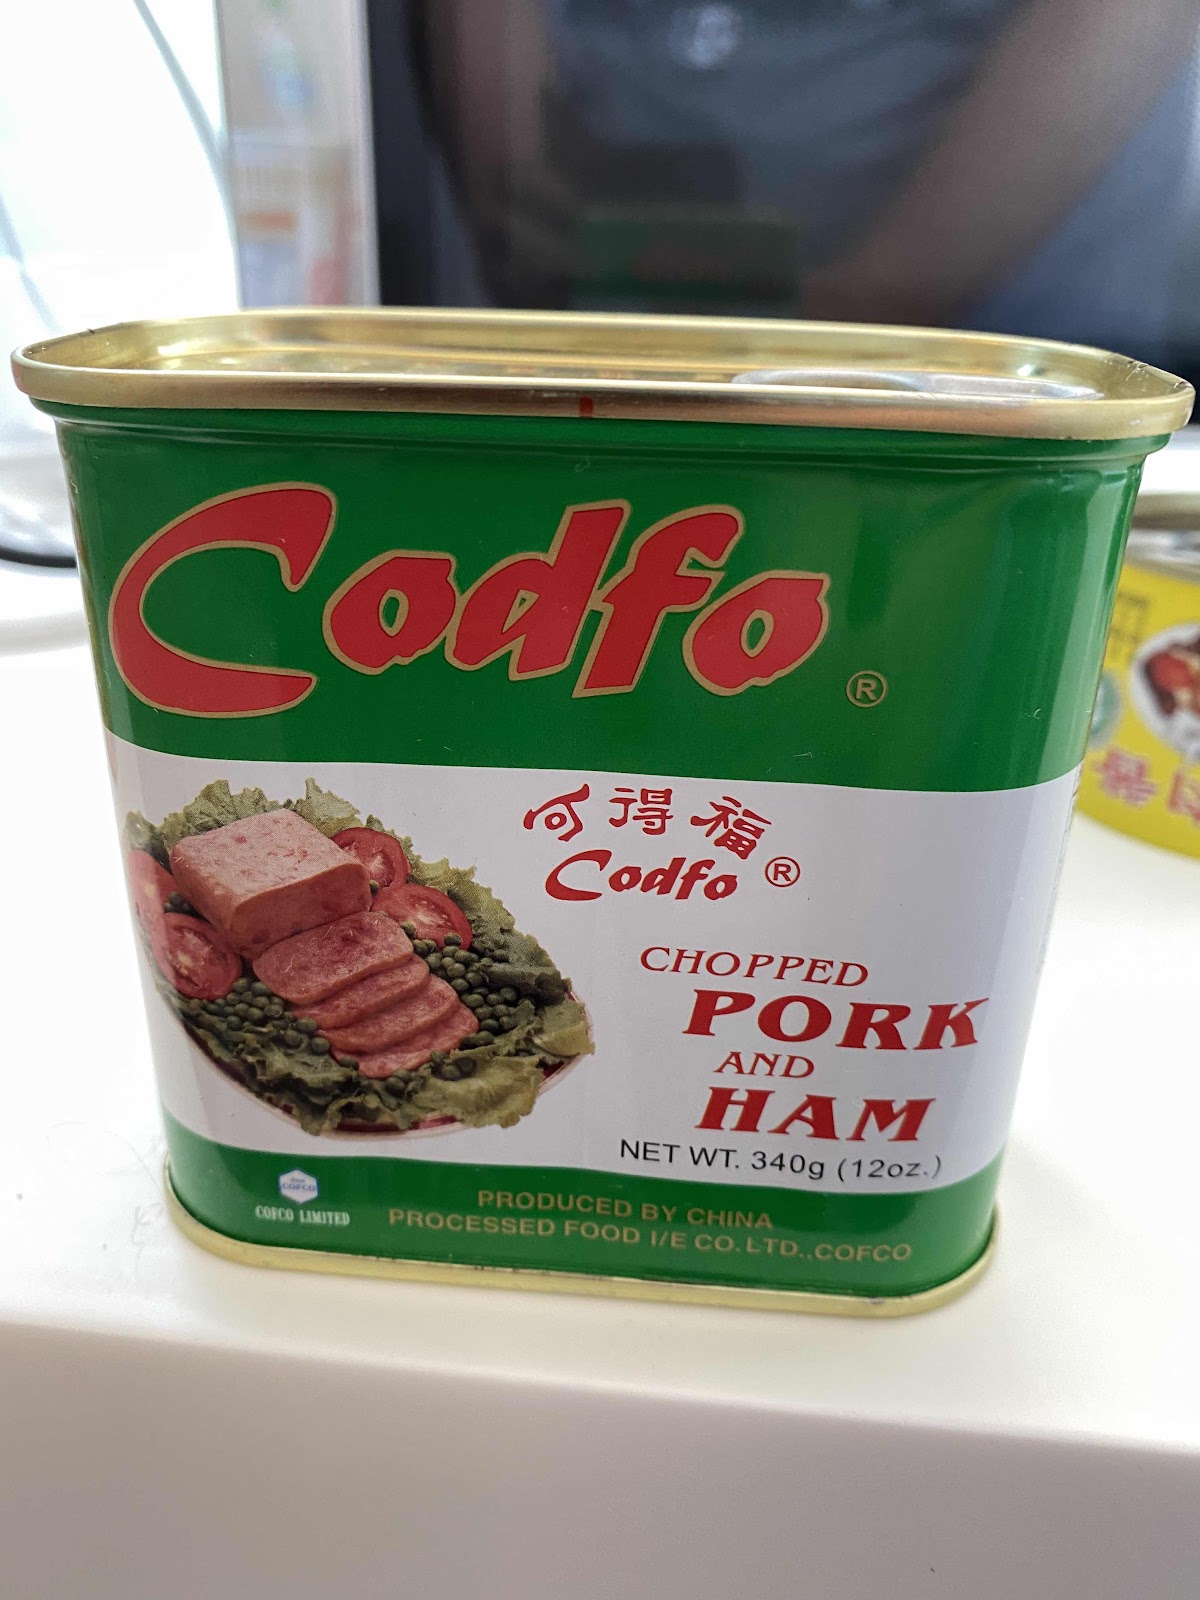 Codfo ®
可得福
Codfo ®
CHOPPED
PORK
AND
HAM
NET WT. 340g (12oz.)
COFCO
COFCO LIMITED
PRODUCED BY CHINA
PROCESSED FOOD I/E CO.LTD.,COFCO